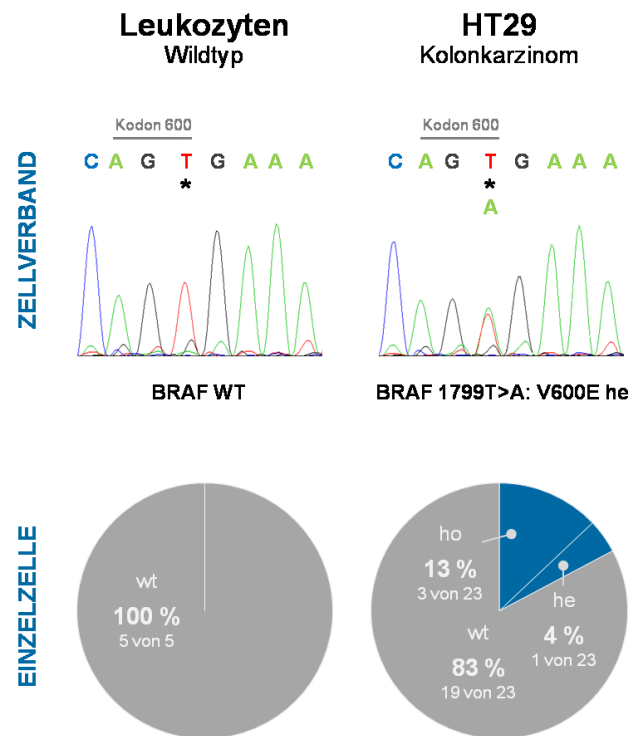 Leukozyten
Wildtyp
HT29
Kolonkarzinom
ZELLVERBAND
Kodon 600
C A G T G A A A
*
Kodon 600
C A G T G A A A
*
A
BRAF WT
BRAF 1799T>A: V600E he
EINZELZELLE
wt
100 %
5 von 5
ho
13 %
3 von 23
he
4 %
1 von 23
wt
83 %
19 von 23